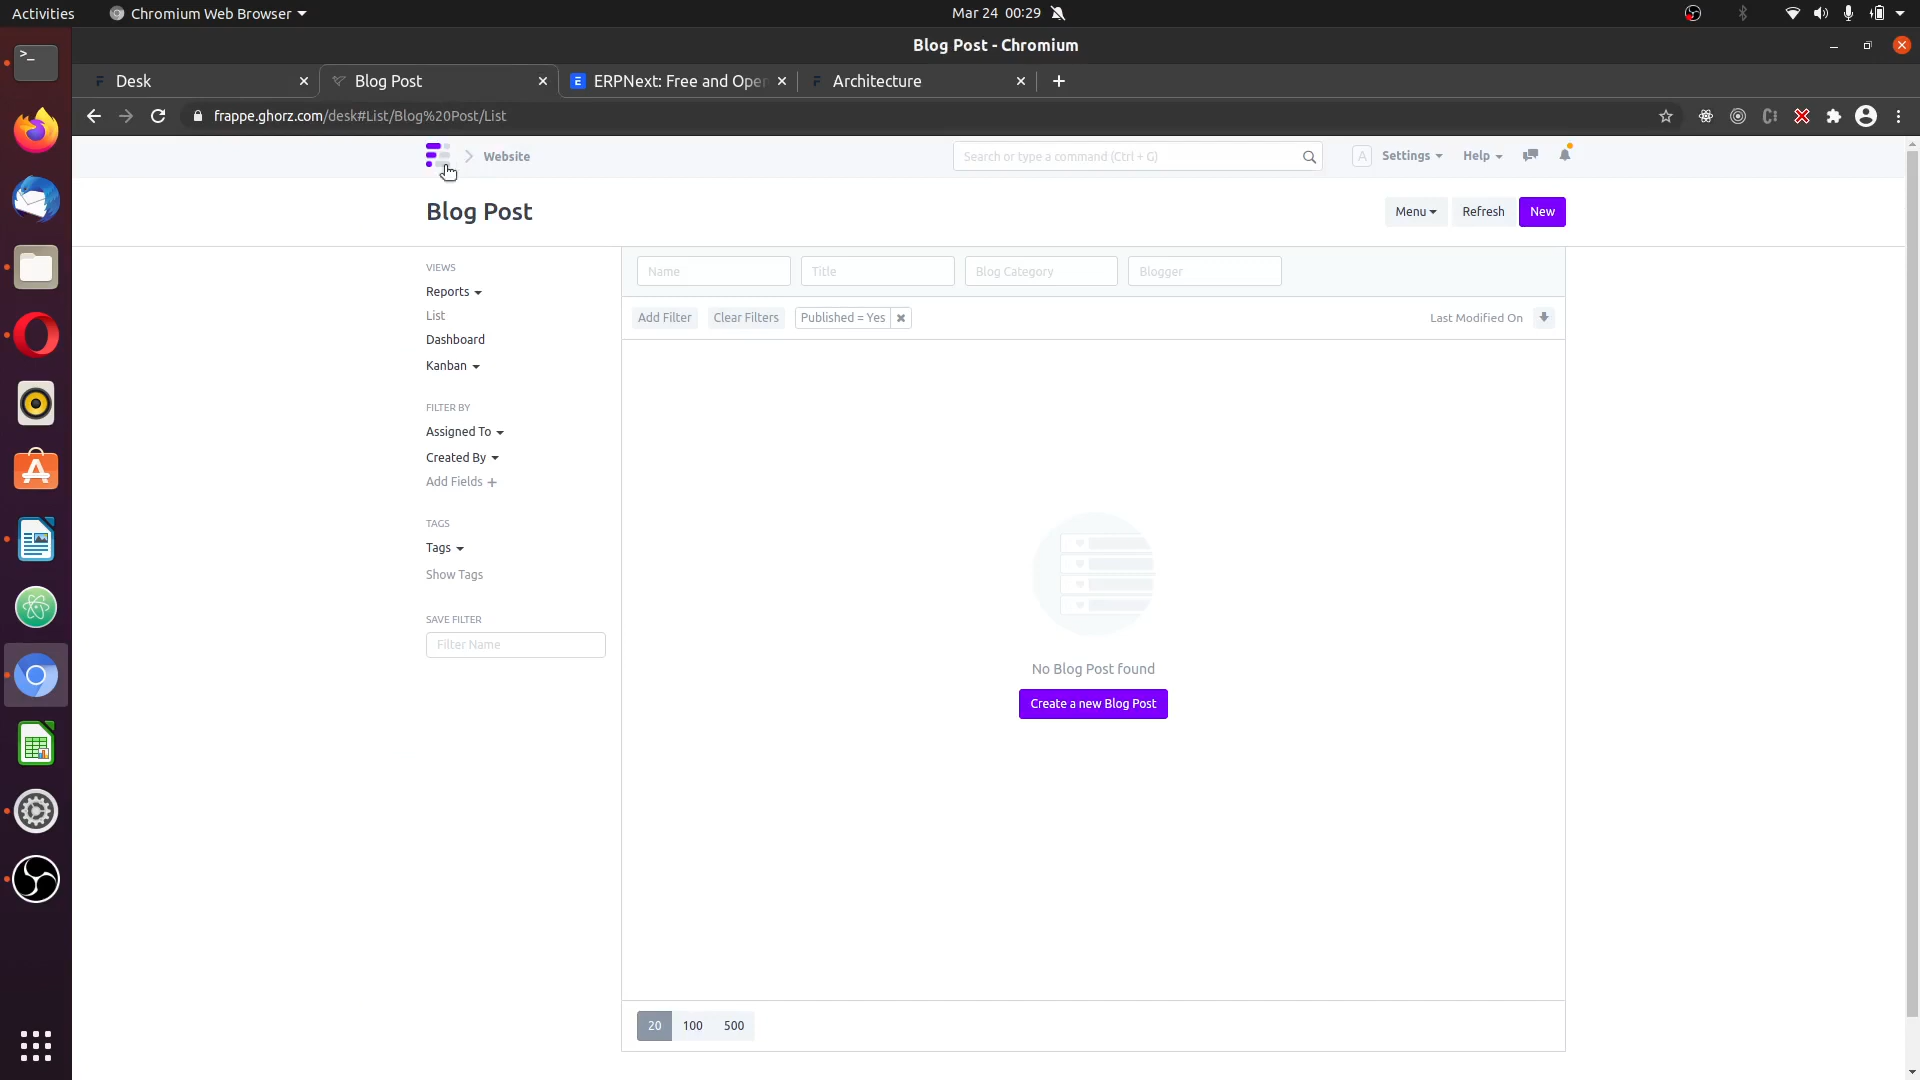 Activities
Chromium Web Browser
Mar 24 00:29
Blog Post - Chromium
Desk
Blog Post
ERPNext: Free and Oper
Architecture
frappe.ghorz.com/desk#List/Blog%20Post/List
Website
Search or type a command (Ctrl + G)
A
Settings
Help
Blog Post
Menu
Refresh
New
VIEWS
Reports
List
Dashboard
Kanban
FILTER BY
Assigned To
Created By
Add Fields
TAGS
Tags
Show Tags
SAVE FILTER
Filter Name
Name
Title
Blog Category
Blogger
Add Filter
Clear Filters
Published = Yes
Last Modified On
No Blog Post found
Create a new Blog Post
20
100
500